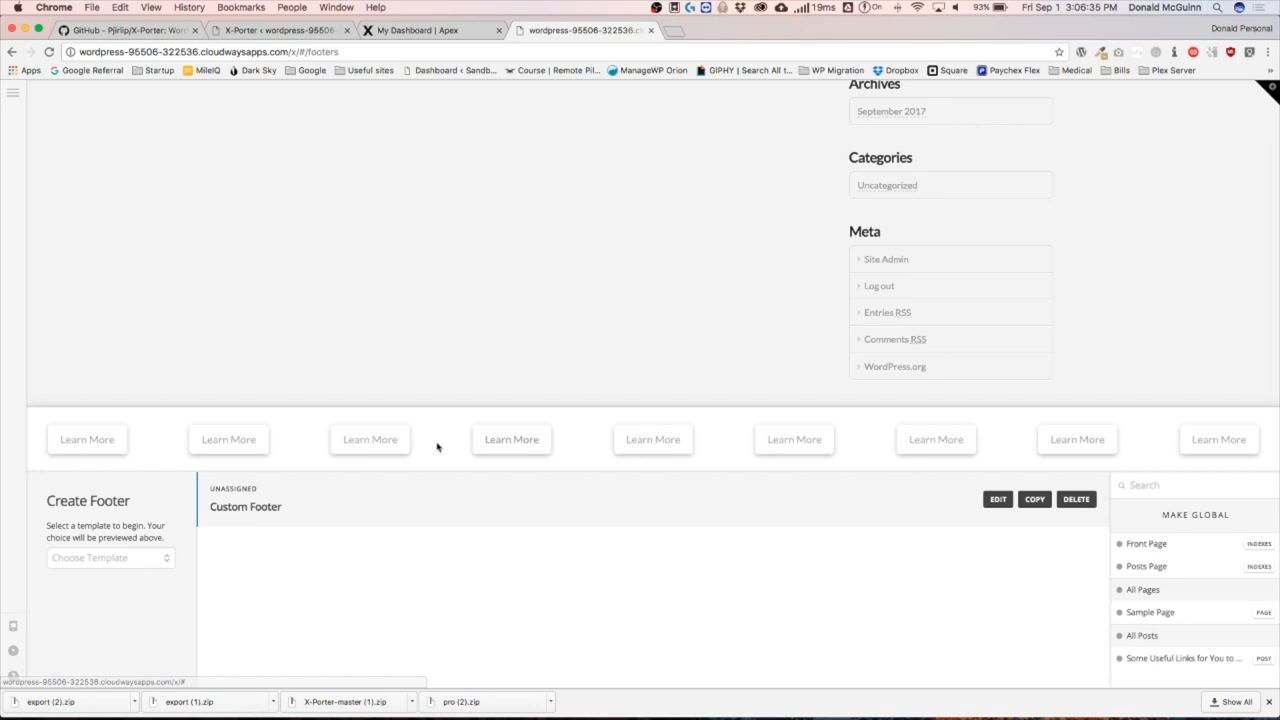 Chrome File Edit View History Bookmarks People Window Help 19ms On 93% Fri Sep 1 3:06:35 PM Donald McGuinn
GitHub - Pjirlip/X-Porter: Wor X-Porter ‹ wordpress-95506- My Dashboard | Apex wordpress-95506-322536.c Donald Personal
wordpress-95506-322536.cloudwaysapps.com/x/#/footers
Apps Google Referral Startup MileIQ Dark Sky Google Useful sites Dashboard ‹ Sandb... Course | Remote Pil... ManageWP Orion GIPHY | Search All t... WP Migration Dropbox Square Paychex Flex Medical Bills Plex Server »
Archives
September 2017
Categories
Uncategorized
Meta
Site Admin
Log out
Entries RSS
Comments RSS
WordPress.org
Learn More Learn More Learn More Learn More Learn More Learn More Learn More Learn More Learn More
Create Footer
Select a template to begin. Your
choice will be previewed above.
Choose Template
UNASSIGNED
Custom Footer
EDIT COPY DELETE
Search
MAKE GLOBAL
Front Page INDEXES
Posts Page INDEXES
All Pages
Sample Page PAGE
All Posts
Some Useful Links for You to ... POST
wordpress-95506-322536.cloudwaysapps.com/x/#
export (2).zip export (1).zip X-Porter-master (1).zip pro (2).zip Show All